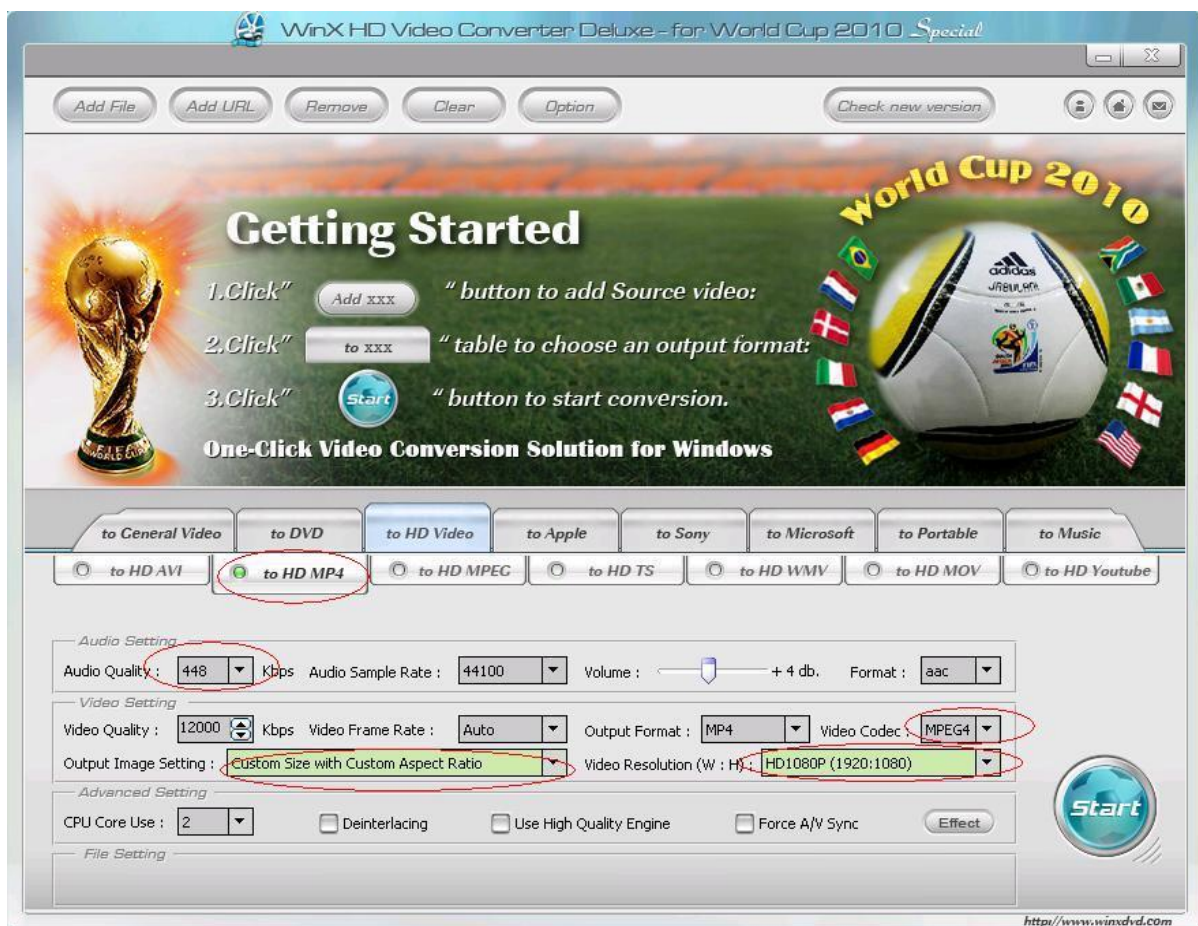 WinX HD Video Converter Deluxe - for World Cup 2010 Special
Add File Add URL Remove Clear Option Check new version
World Cup 2010
Getting Started
adidas
JABULANI
1.Click" Add xxx " button to add Source video:
2.Click" to xxx " table to choose an output format:
3.Click" Start " button to start conversion.
One-Click Video Conversion Solution for Windows
to General Video to DVD to HD Video to Apple to Sony to Microsoft to Portable to Music
to HD AVI to HD MP4 to HD MPEG to HD TS to HD WMV to HD MOV to HD Youtube
Audio Setting
Audio Quality : 448 Kbps Audio Sample Rate : 44100 Volume : + 4 db. Format : aac
Video Setting
Video Quality : 12000 Kbps Video Frame Rate : Auto Output Format : MP4 Video Codec : MPEG4
Output Image Setting : Custom Size with Custom Aspect Ratio Video Resolution (W : H) : HD1080P (1920:1080)
Advanced Setting
CPU Core Use : 2 Deinterlacing Use High Quality Engine Force A/V Sync Effect
Start
File Setting
http://www.winxdvd.com